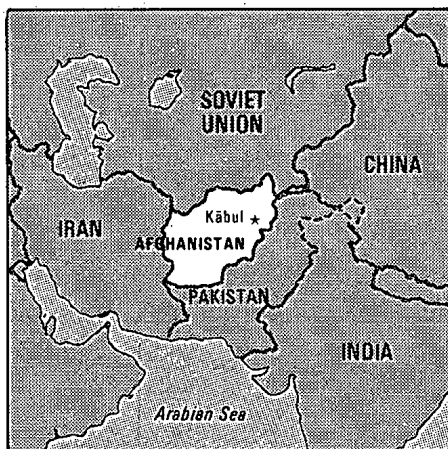 SOVIET
UNION
CHINA
Kābul
IRAN
AFGHANISTAN
PAKISTAN
INDIA
Arabian Sea